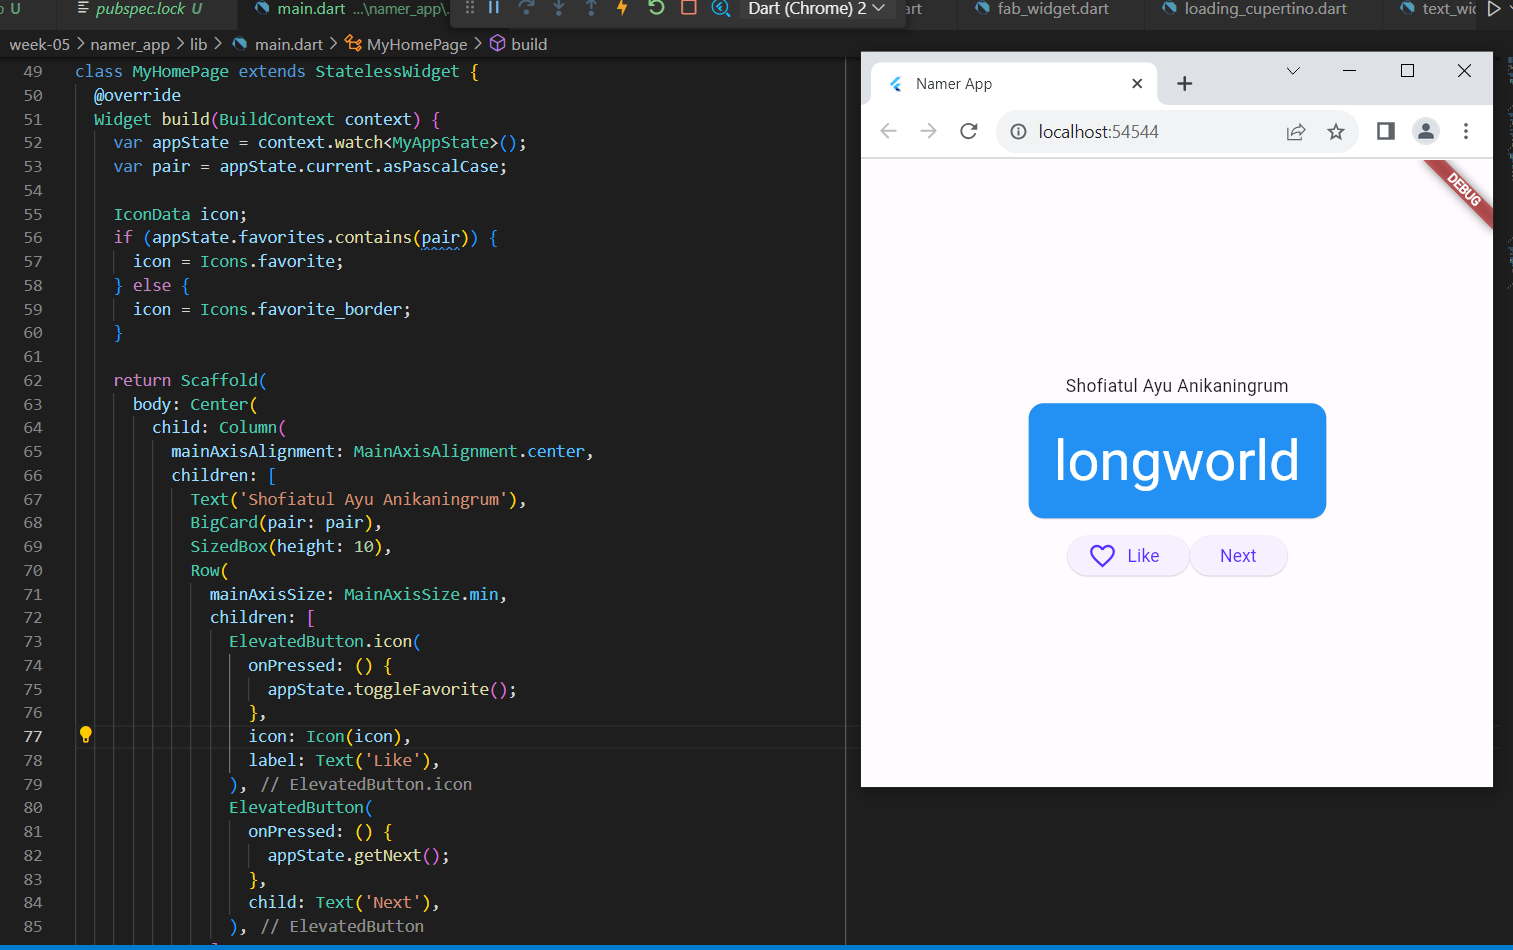 U
pubspec.lock U
main.dart ...\namer_app\.
Dart (Chrome) 2
fab_widget.dart
loading_cupertino.dart
week-05 > namer_app > lib > main.dart > MyHomePage > build
49 class MyHomePage extends StatelessWidget {
50 @override
51 Widget build(BuildContext context) {
52 var appState = context.watch<MyAppState>();
53 var pair = appState.current.asPascalCase;
54
55 IconData icon;
56 if (appState.favorites.contains(pair)) {
57 icon = Icons.favorite;
58 } else {
59 icon = Icons.favorite_border;
60 }
61
62 return Scaffold(
63 body: Center(
64 child: Column(
65 mainAxisAlignment: MainAxisAlignment.center,
66 children: [
67 Text('Shofiatul Ayu Anikaningrum'),
68 BigCard(pair: pair),
69 SizedBox(height: 10),
70 Row(
71 mainAxisSize: MainAxisSize.min,
72 children: [
73 ElevatedButton.icon(
74 onPressed: () {
75 appState.toggleFavorite();
76 },
77 icon: Icon(icon),
78 label: Text('Like'),
79 ), // ElevatedButton.icon
80 ElevatedButton(
81 onPressed: () {
82 appState.getNext();
83 },
84 child: Text('Next'),
85 ), // ElevatedButton
Namer App
localhost:54544
DEBUG
Shofiatul Ayu Anikaningrum
longworld
Like
Next